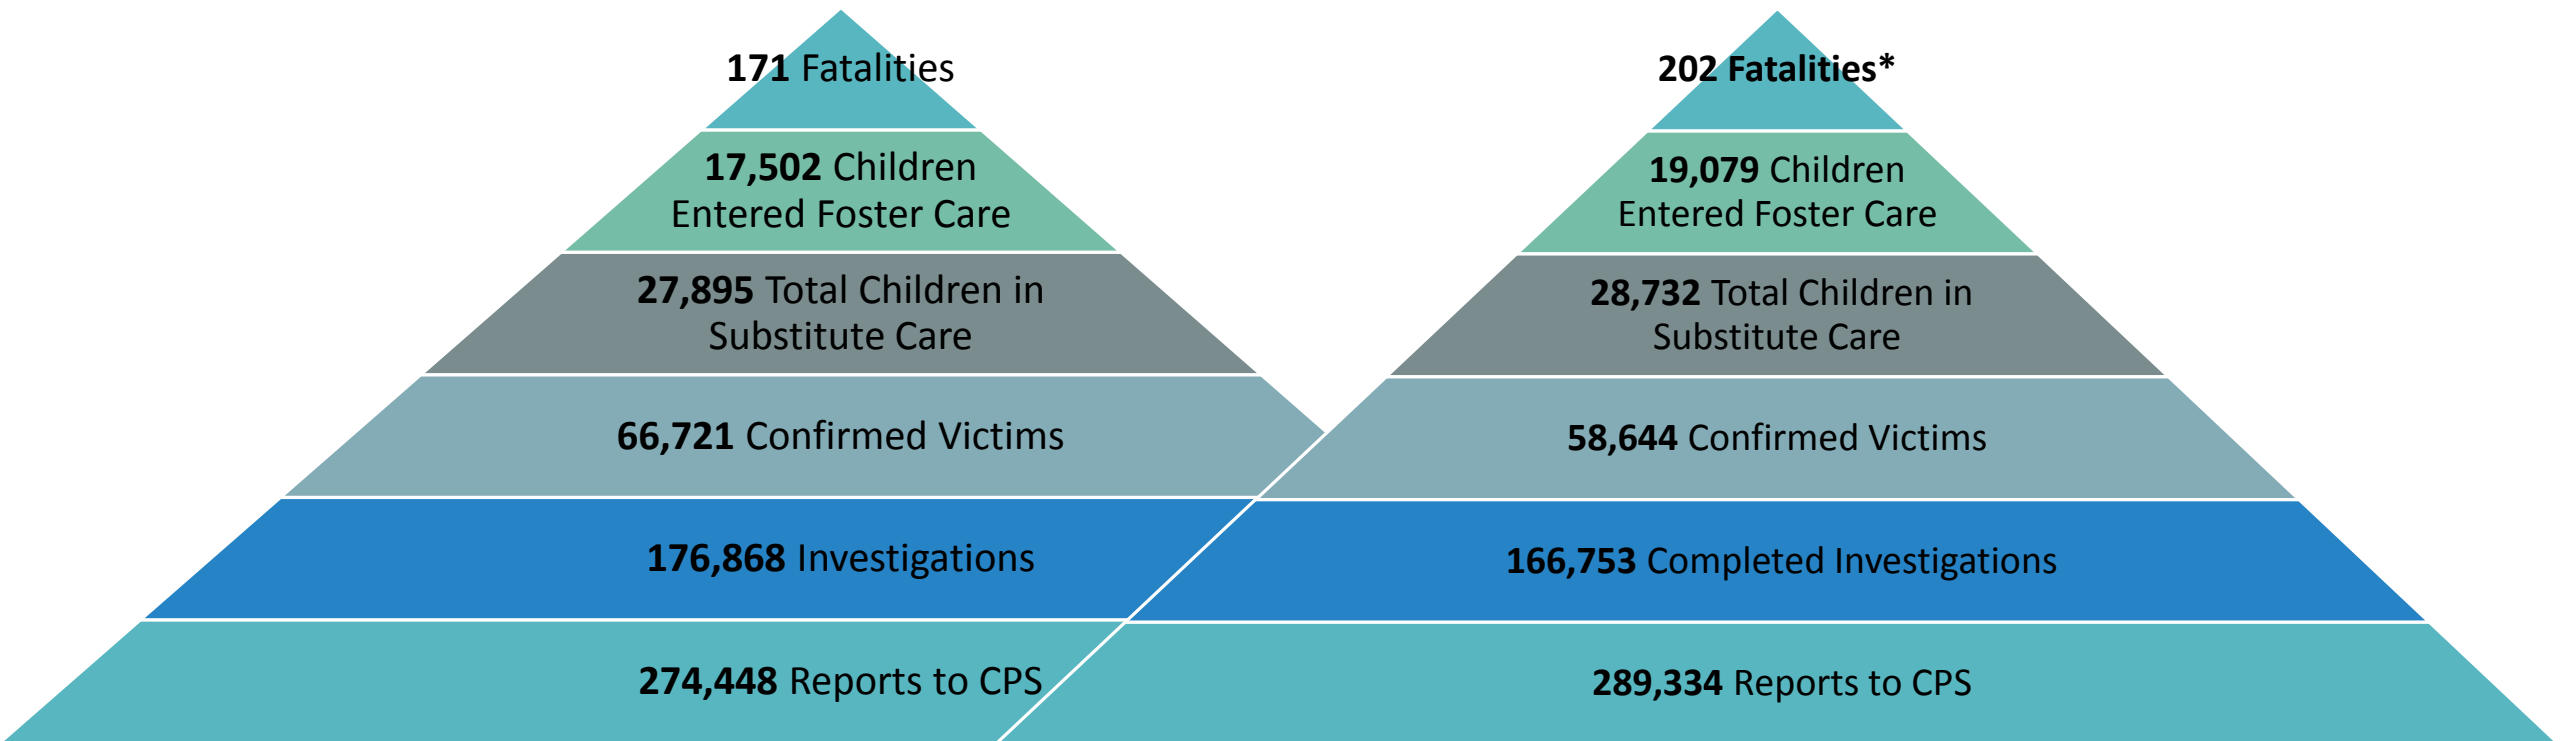 171 Fatalities
17,502 Children
Entered Foster Care
27,895 Total Children in
Substitute Care
66,721 Confirmed Victims
176,868 Investigations
274,448 Reports to CPS
202 Fatalities*
19,079 Children
Entered Foster Care
28,732 Total Children in
Substitute Care
58,644 Confirmed Victims
166,753 Completed Investigations
289,334 Reports to CPS